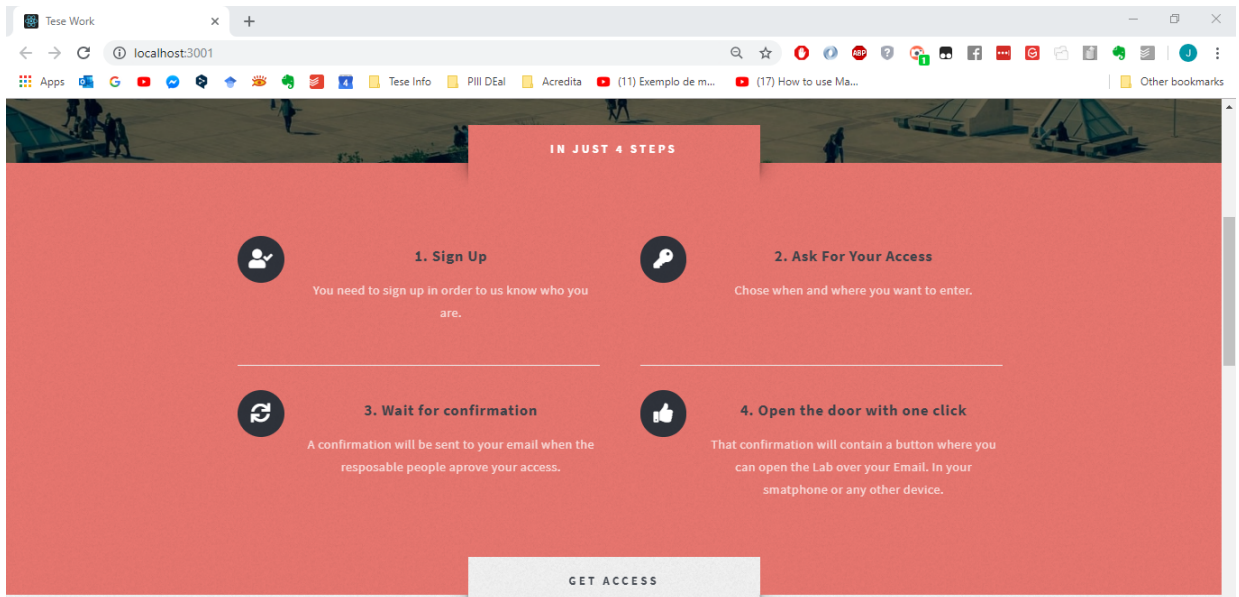 Tese Work
localhost:3001
ABP
1
J
Apps
4
Tese Info
PIII DEal
Acredita
(11) Exemplo de m...
(17) How to use Ma...
Other bookmarks
IN JUST 4 STEPS
1. Sign Up
You need to sign up in order to us know who you
are.
2. Ask For Your Access
Chose when and where you want to enter.
3. Wait for confirmation
A confirmation will be sent to your email when the
resposable people aprove your access.
4. Open the door with one click
That confirmation will contain a button where you
can open the Lab over your Email. In your
smatphone or any other device.
GET ACCESS